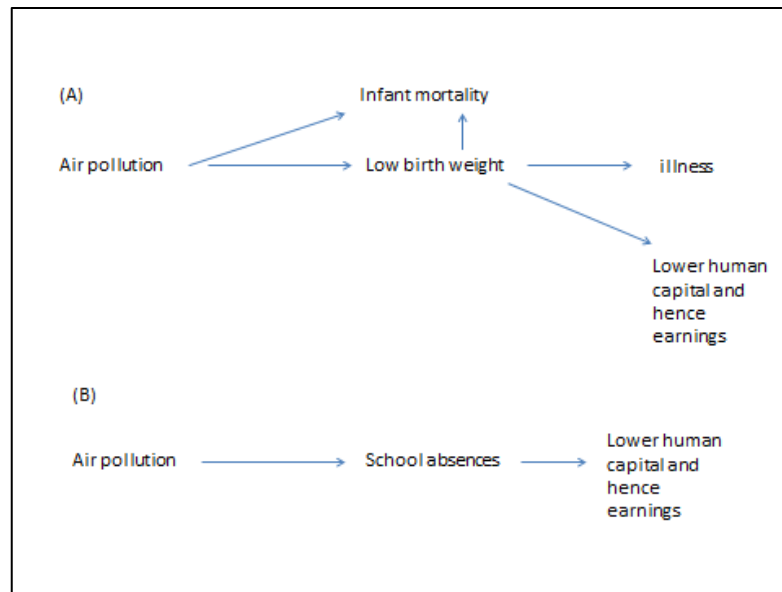 (A)
Infant mortality
Air pollution
Low birth weight
illness
Lower human
capital and
hence
earnings
(B)
Air pollution
School absences
Lower human
capital and
hence
earnings